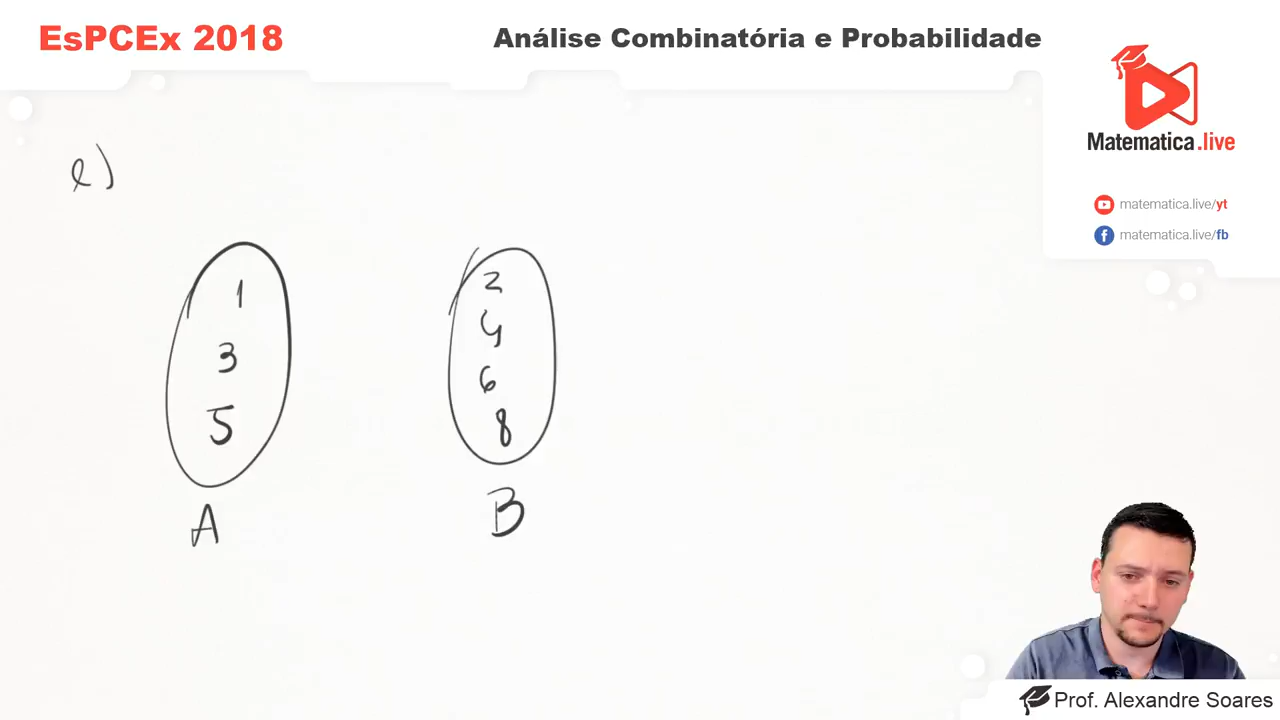 EsPCEx 2018
Análise Combinatória e Probabilidade
Matematica.live
matematica.live/yt
matematica.live/fb
e)
1
3
5
A
2
4
6
8
B
Prof. Alexandre Soares